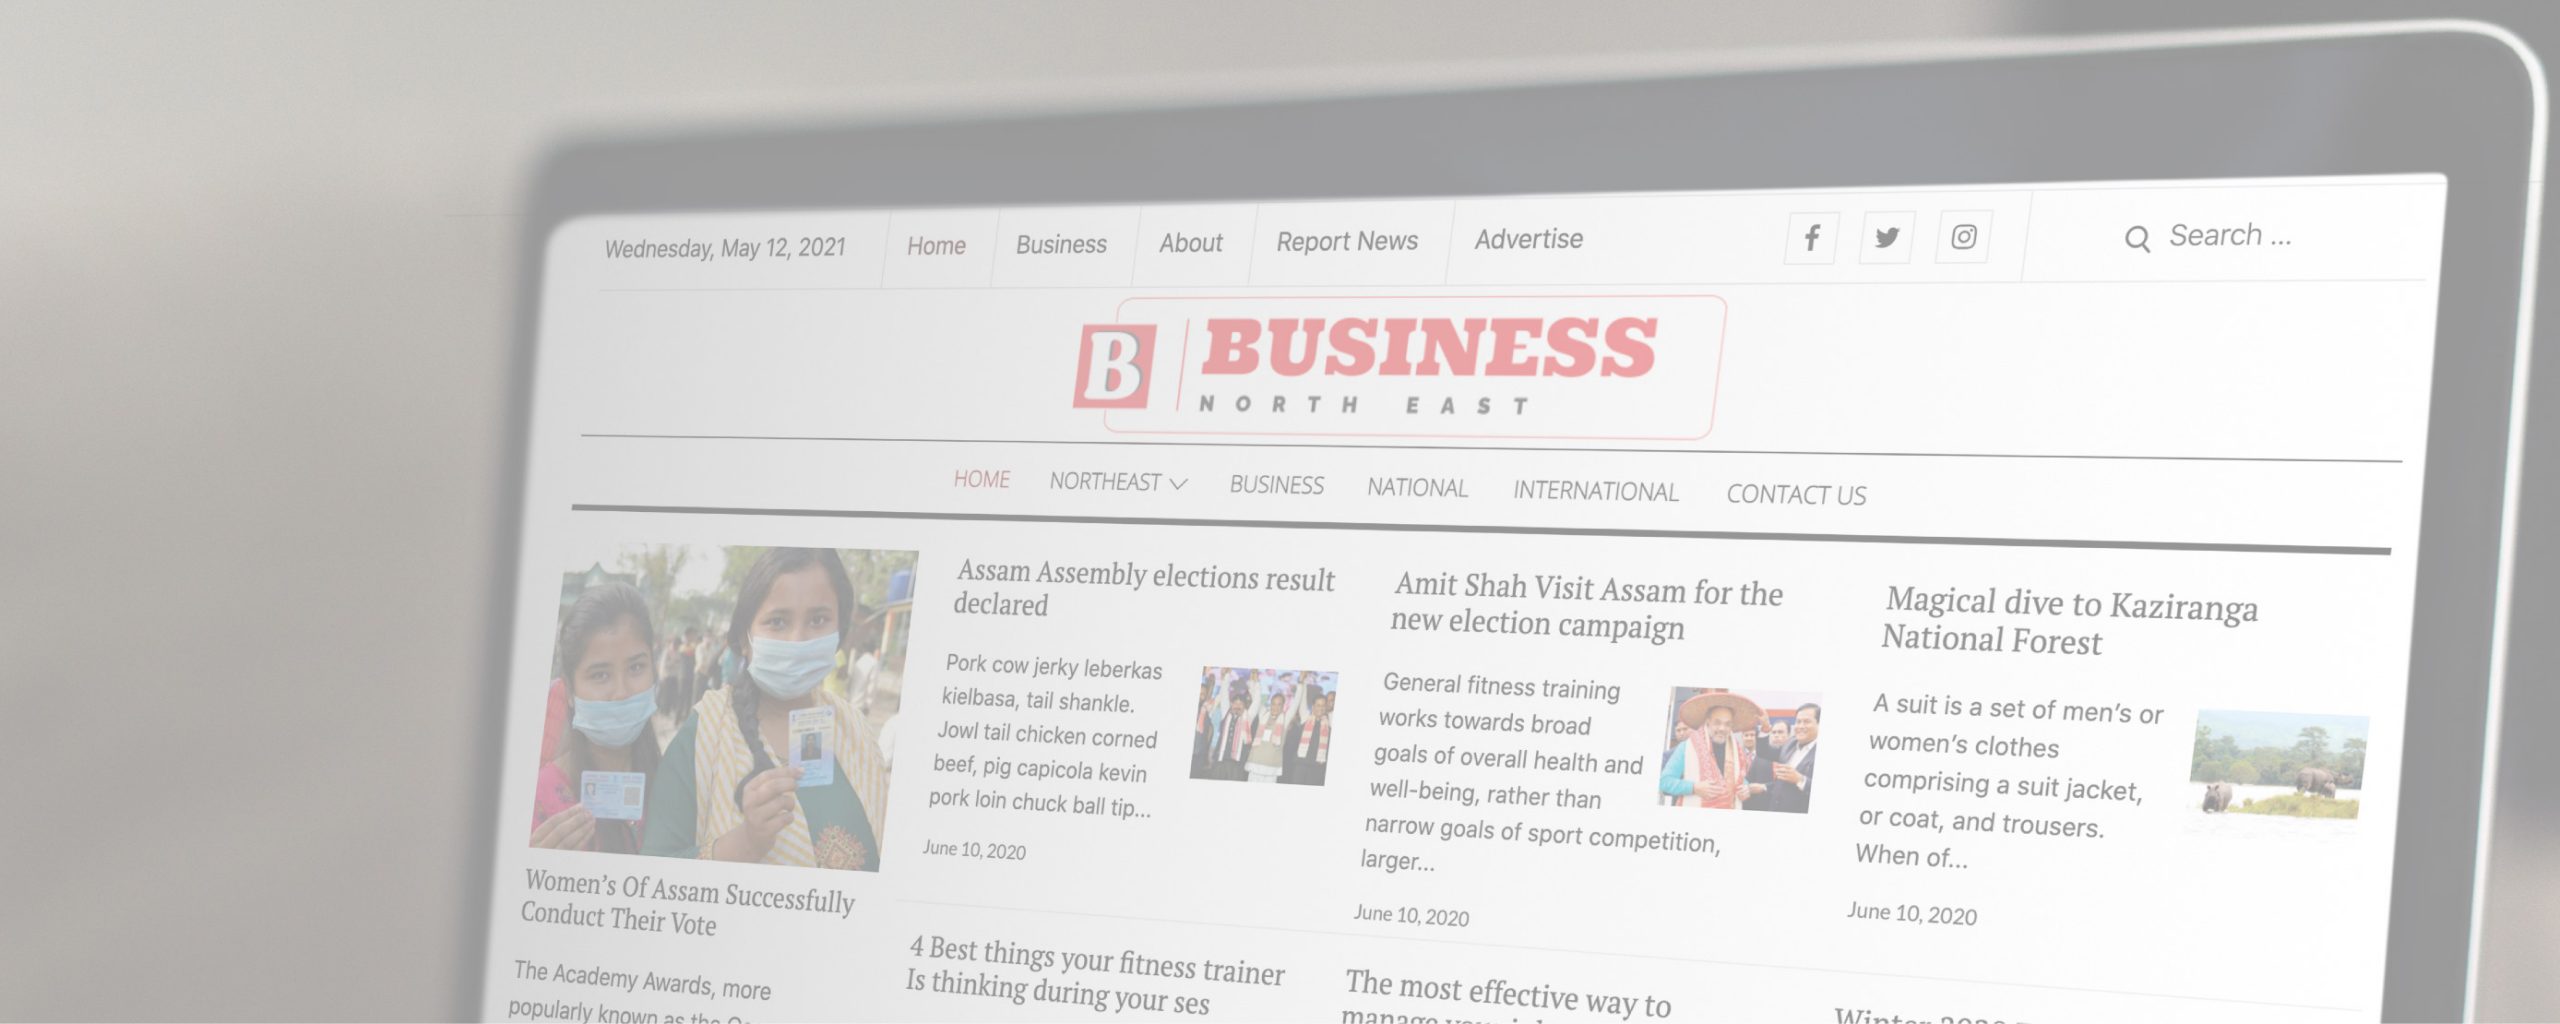 Wednesday, May 12, 2021
Home
Business
About
Report News
Advertise
Search ...
B
BUSINESS
NORTH EAST
HOME
NORTHEAST
BUSINESS
NATIONAL
INTERNATIONAL
CONTACT US
Women's Of Assam Successfully
Conduct Their Vote
The Academy Awards, more
popularly known as the
Assam Assembly elections result
declared
Pork cow jerky leberkas
kielbasa, tail shankle.
Jowl tail chicken corned
beef, pig capicola kevin
pork loin chuck ball tip...
June 10, 2020
Amit Shah Visit Assam for the
new election campaign
General fitness training
works towards broad
goals of overall health and
well-being, rather than
narrow goals of sport competition,
larger...
June 10, 2020
Magical dive to Kaziranga
National Forest
A suit is a set of men's or
women's clothes
comprising a suit jacket,
or coat, and trousers.
When of...
June 10, 2020
4 Best things your fitness trainer
Is thinking during your ses
The most effective way to
Winter 2020